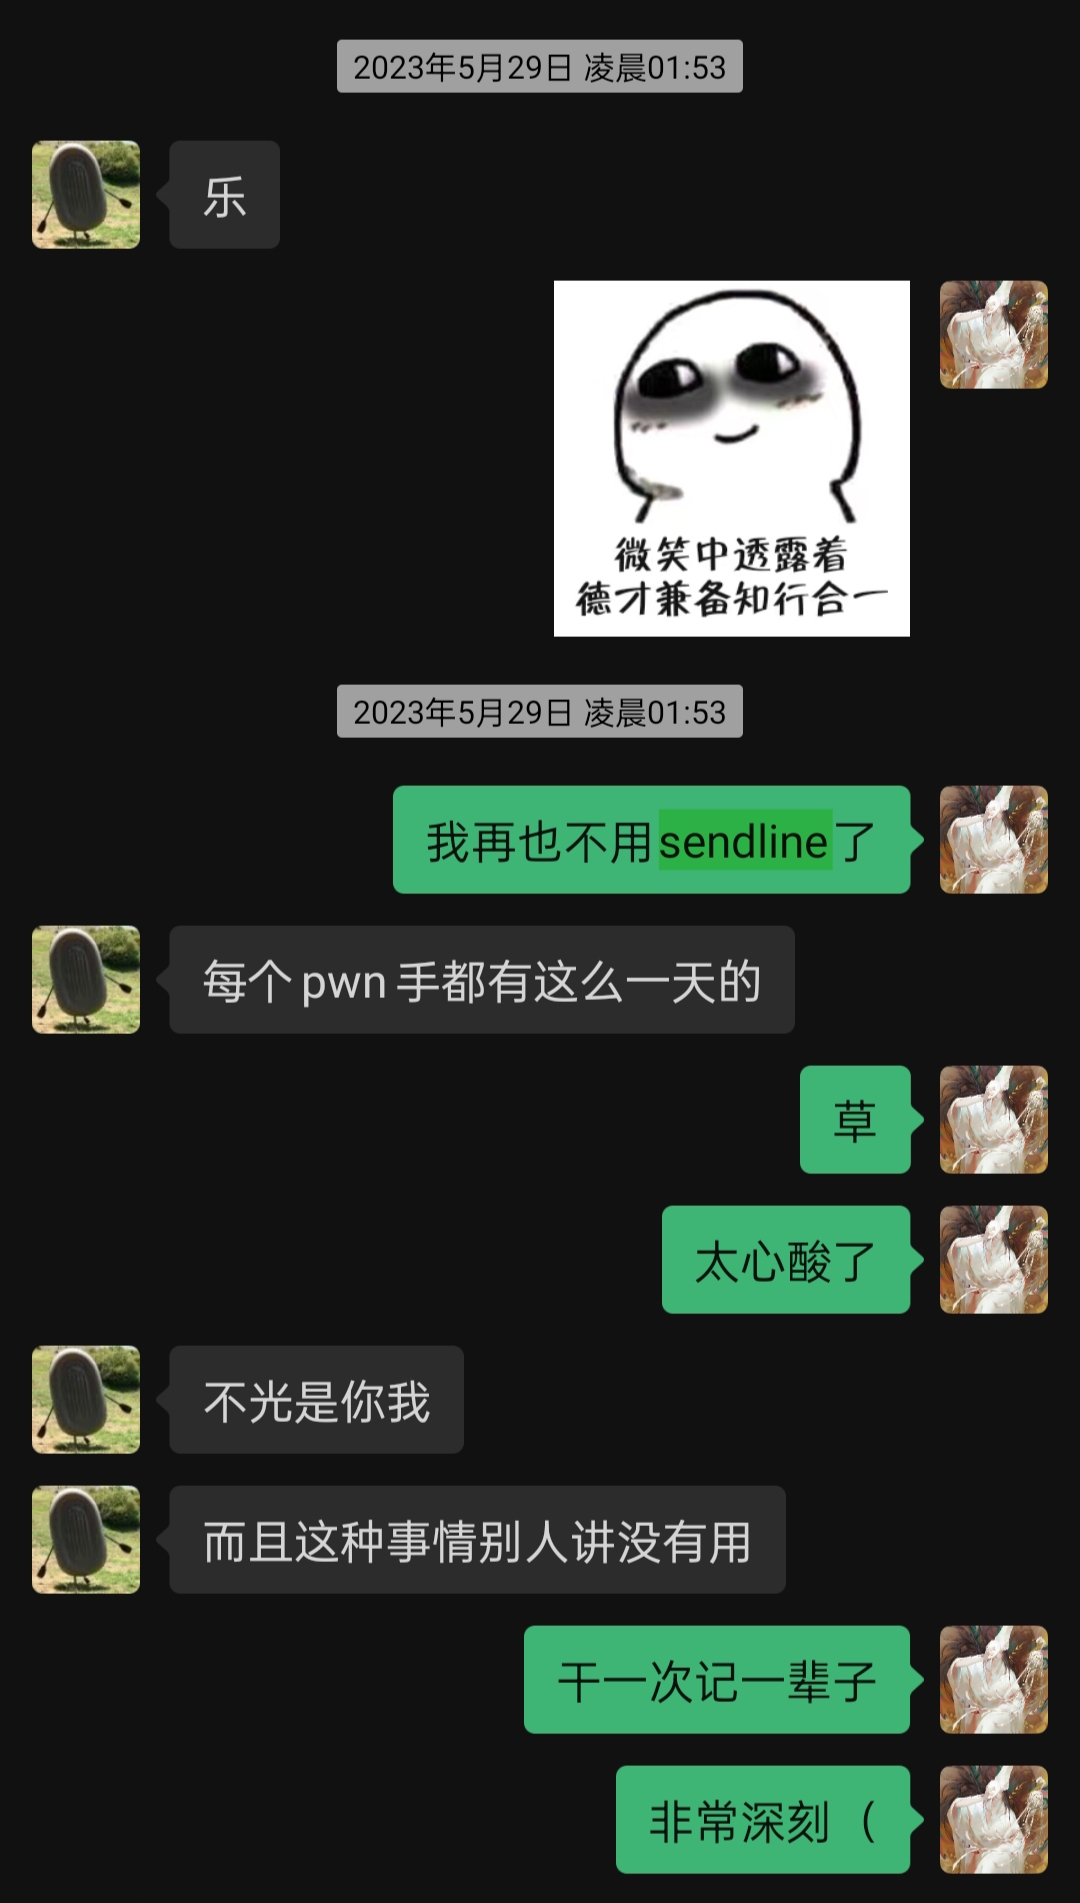 2023年5月29日 凌晨01:53
乐
微笑中透露着
德才兼备知行合一
2023年5月29日 凌晨01:53
我再也不用sendline了
每个pwn手都有这么一天的
草
太心酸了
不光是你我
而且这种事情别人讲没有用
干一次记一辈子
非常深刻（